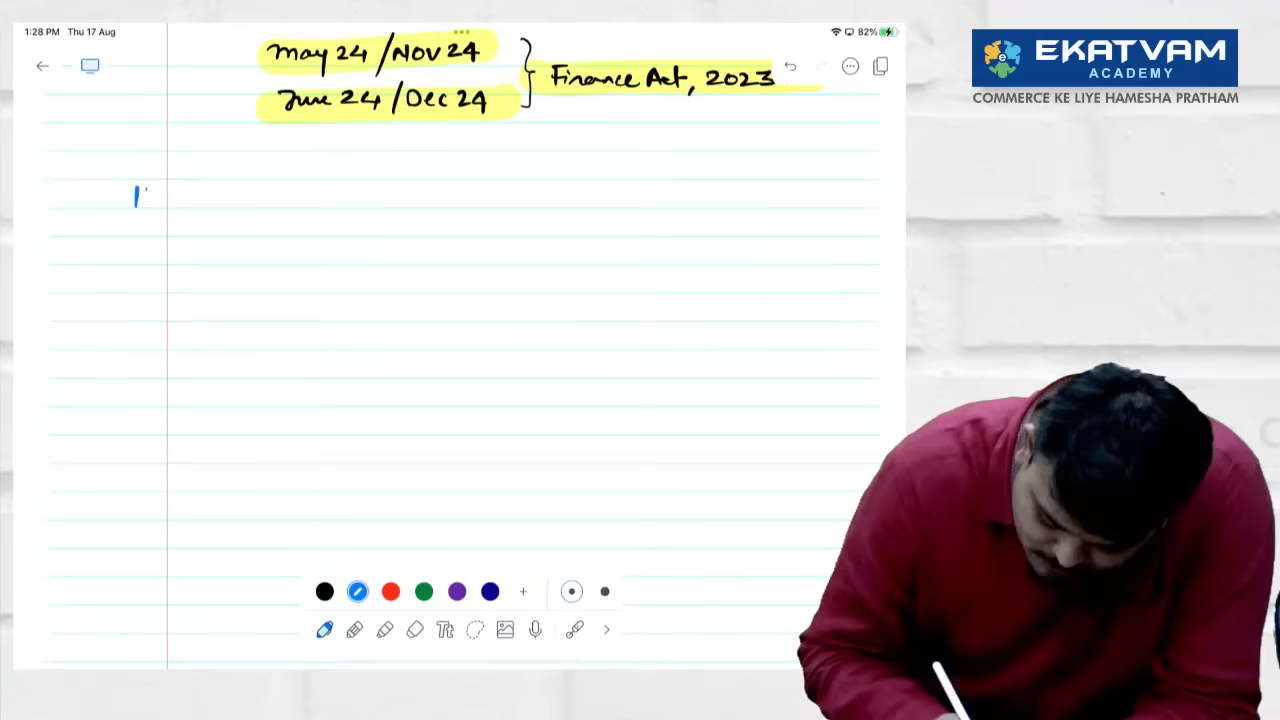 1:28 PM Thu 17 Aug
82%
May 24 / Nov 24
June 24 / Dec 24
Finance Act, 2023
Tt
EKATVAM
ACADEMY
COMMERCE KE LIYE HAMESHA PRATHAM